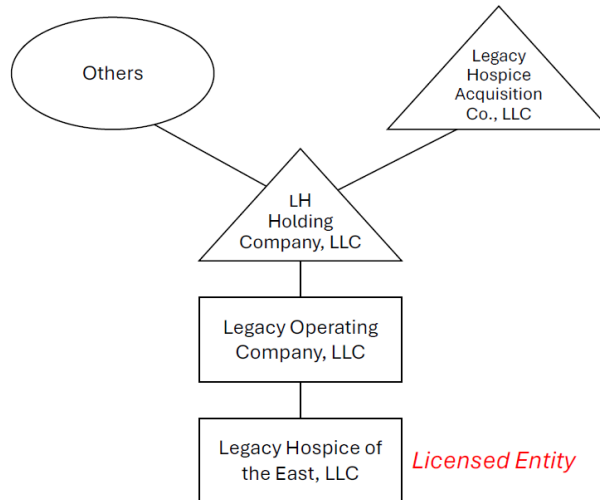 Others
Legacy
Hospice
Acquisition
Co., LLC
LH
Holding
Company, LLC
Legacy Operating
Company, LLC
Legacy Hospice of
the East, LLC
Licensed Entity